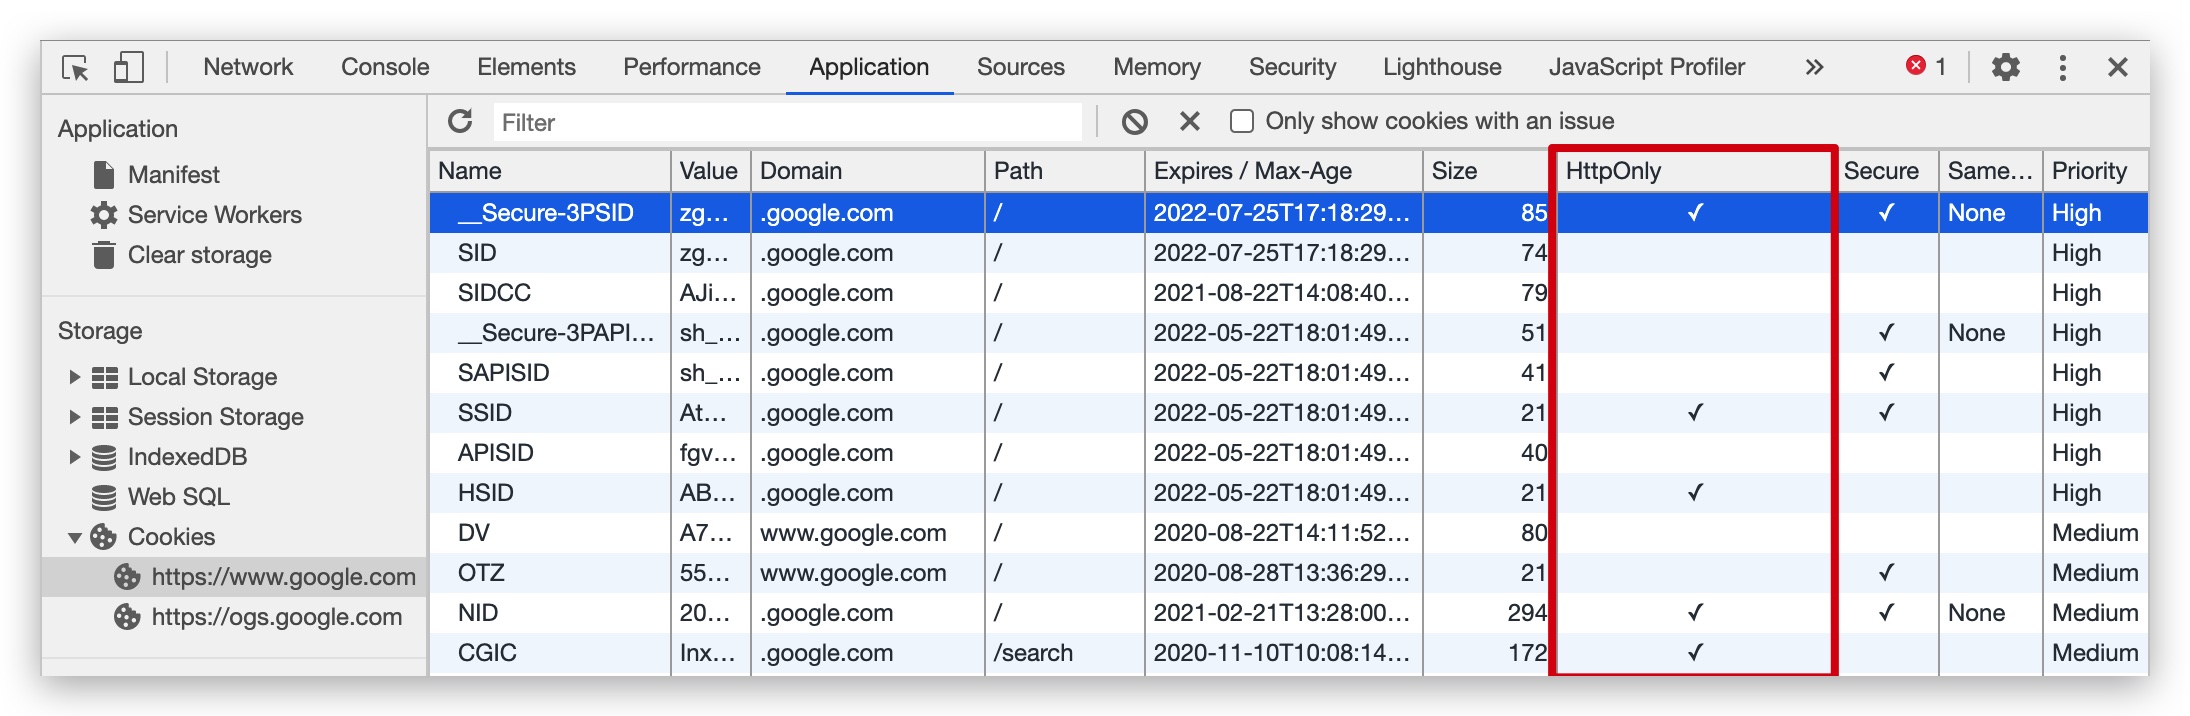 Network Console Elements Performance Application Sources Memory Security Lighthouse JavaScript Profiler » 1
Application
Manifest
Service Workers
Clear storage
Storage
Local Storage
Session Storage
IndexedDB
Web SQL
Cookies
https://www.google.com
https://ogs.google.com
Filter Only show cookies with an issue
Name Value Domain Path Expires / Max-Age Size HttpOnly Secure Same... Priority
__Secure-3PSID zg... .google.com / 2022-07-25T17:18:29... 85 ✓ ✓ None High
SID zg... .google.com / 2022-07-25T17:18:29... 74 High
SIDCC AJi... .google.com / 2021-08-22T14:08:40... 79 High
__Secure-3PAPI... sh_... .google.com / 2022-05-22T18:01:49... 51 ✓ None High
SAPISID sh_... .google.com / 2022-05-22T18:01:49... 41 ✓ High
SSID At... .google.com / 2022-05-22T18:01:49... 21 ✓ ✓ High
APISID fgv... .google.com / 2022-05-22T18:01:49... 40 High
HSID AB... .google.com / 2022-05-22T18:01:49... 21 ✓ High
DV A7... www.google.com / 2020-08-22T14:11:52... 80 Medium
OTZ 55... www.google.com / 2020-08-28T13:36:29... 21 ✓ Medium
NID 20... .google.com / 2021-02-21T13:28:00... 294 ✓ ✓ None Medium
CGIC Inx... .google.com /search 2020-11-10T10:08:14... 172 ✓ Medium